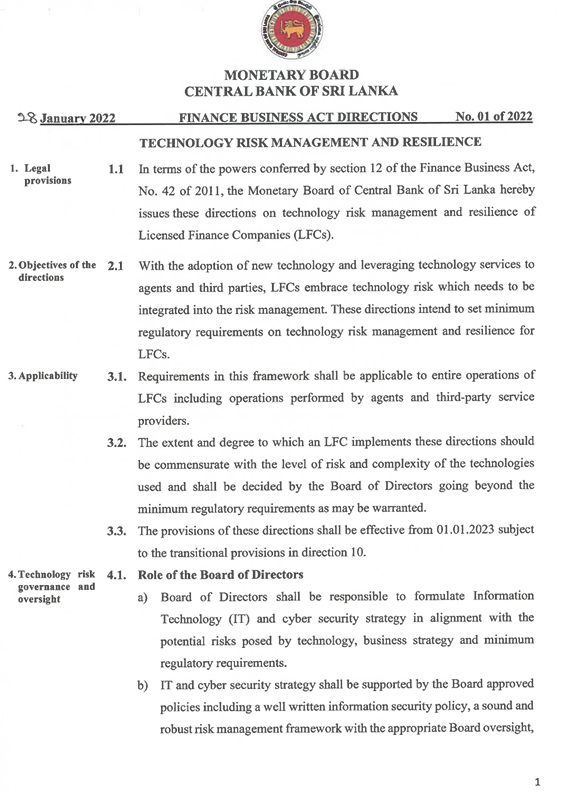 MONETARY BOARD
CENTRAL BANK OF SRI LANKA
28 January 2022 FINANCE BUSINESS ACT DIRECTIONS No. 01 of 2022
TECHNOLOGY RISK MANAGEMENT AND RESILIENCE
1. Legal provisions
1.1 In terms of the powers conferred by section 12 of the Finance Business Act,
No. 42 of 2011, the Monetary Board of Central Bank of Sri Lanka hereby
issues these directions on technology risk management and resilience of
Licensed Finance Companies (LFCs).
2. Objectives of the directions
2.1 With the adoption of new technology and leveraging technology services to
agents and third parties, LFCs embrace technology risk which needs to be
integrated into the risk management. These directions intend to set minimum
regulatory requirements on technology risk management and resilience for
LFCs.
3. Applicability
3.1. Requirements in this framework shall be applicable to entire operations of
LFCs including operations performed by agents and third-party service
providers.
3.2. The extent and degree to which an LFC implements these directions should
be commensurate with the level of risk and complexity of the technologies
used and shall be decided by the Board of Directors going beyond the
minimum regulatory requirements as may be warranted.
3.3. The provisions of these directions shall be effective from 01.01.2023 subject
to the transitional provisions in direction 10.
4. Technology risk governance and oversight
4.1. Role of the Board of Directors
a) Board of Directors shall be responsible to formulate Information
Technology (IT) and cyber security strategy in alignment with the
potential risks posed by technology, business strategy and minimum
regulatory requirements.
b) IT and cyber security strategy shall be supported by the Board approved
policies including a well written information security policy, a sound and
robust risk management framework with the appropriate Board oversight,
1